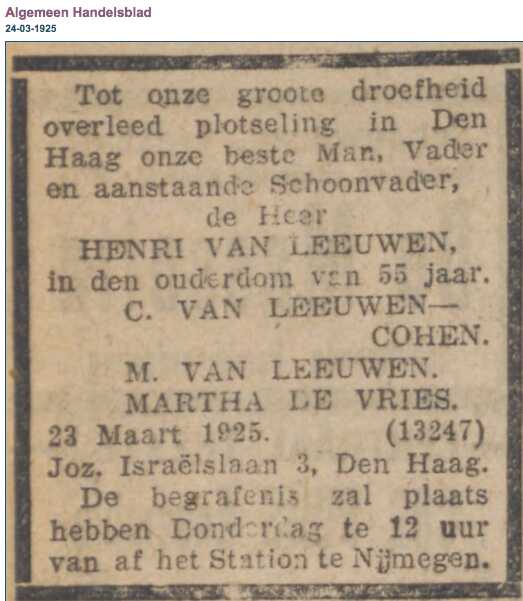 Algemeen Handelsblad
24-03-1925
Tot onze groote droefheid
overleed plotseling in Den
Haag onze beste Man, Vader
en aanstaande Schoonvader,
de Heer
HENRI VAN LEEUWEN,
in den ouderdom van 55 jaar.
C. VAN LEEUWEN—
COHEN.
M. VAN LEEUWEN.
MARTHA DE VRIES.
23 Maart 1925. (13247)
Joz. Israëlslaan 3, Den Haag.
De begrafenis zal plaats
hebben Donderdag te 12 uur
van af het Station te Nijmegen.